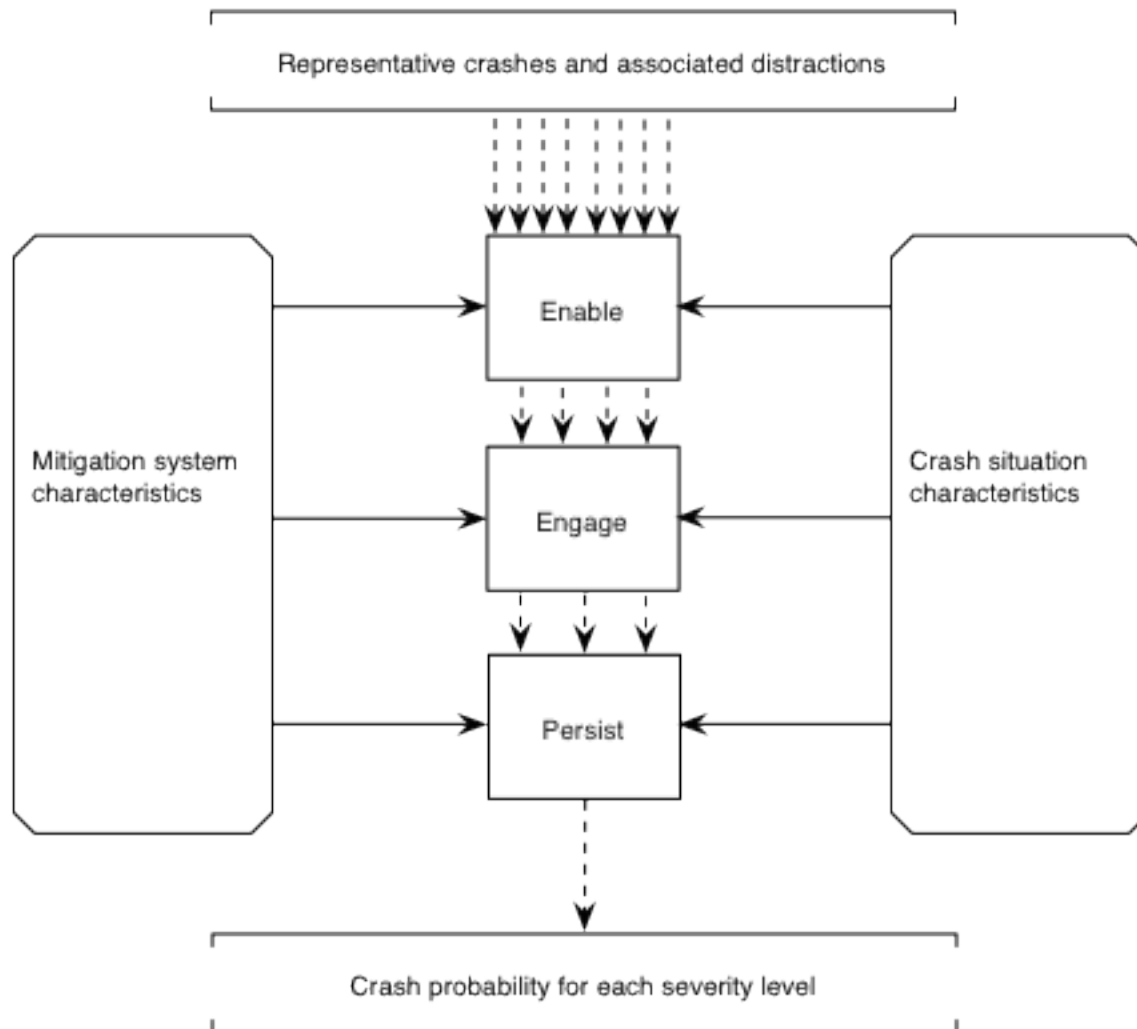 Representative crashes and associated distractions
Enable
Mitigation system
characteristics
Crash situation
characteristics
Engage
Persist
Crash probability for each severity level